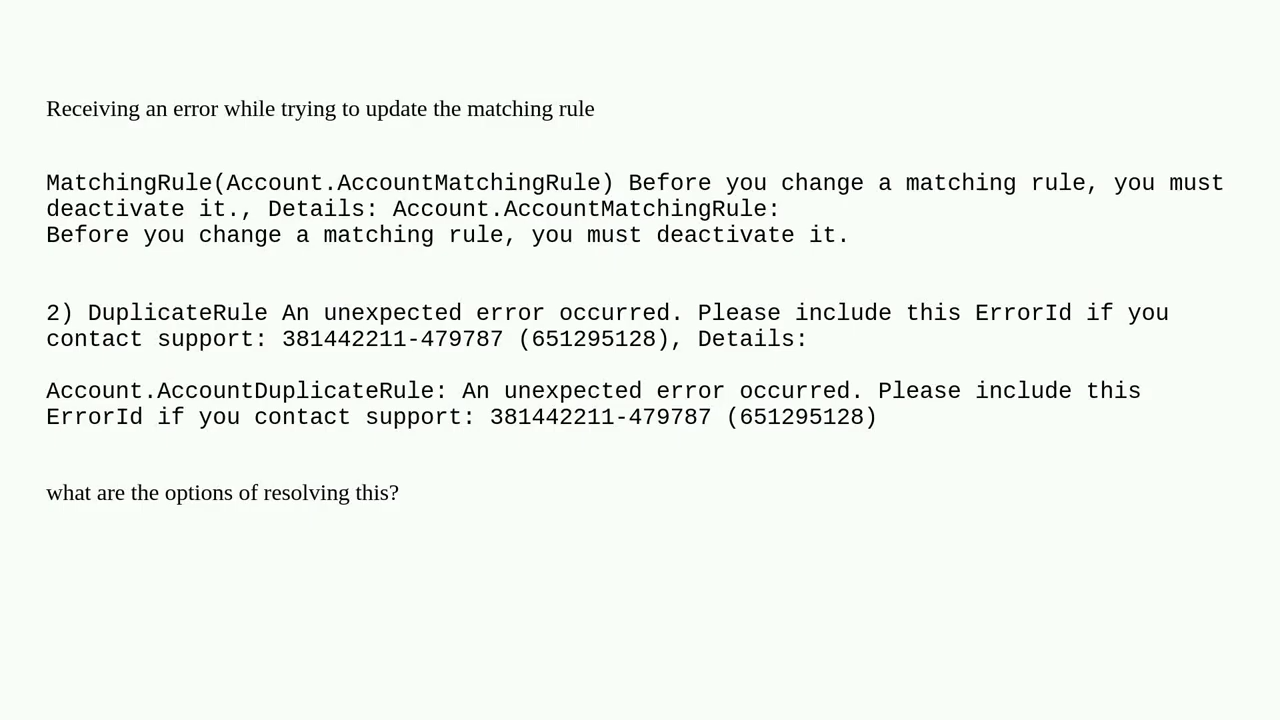 Receiving an error while trying to update the matching rule
MatchingRule(Account.AccountMatchingRule) Before you change a matching rule, you must
deactivate it., Details: Account.AccountMatchingRule:
Before you change a matching rule, you must deactivate it.
2) DuplicateRule An unexpected error occurred. Please include this ErrorId if you
contact support: 381442211-479787 (651295128), Details:
Account.AccountDuplicateRule: An unexpected error occurred. Please include this
ErrorId if you contact support: 381442211-479787 (651295128)
what are the options of resolving this?